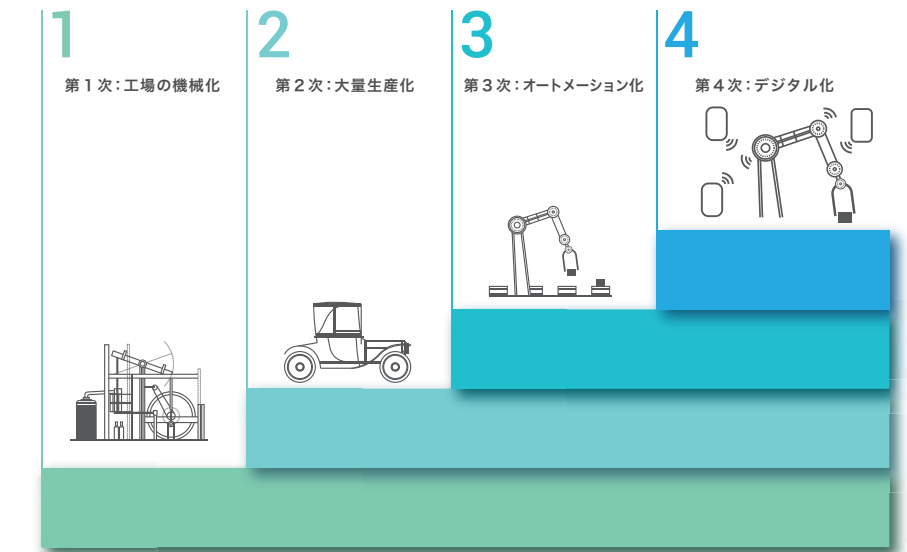 1
第1次：工場の機械化
2
第2次：大量生産化
3
第3次：オートメーション化
4
第4次：デジタル化